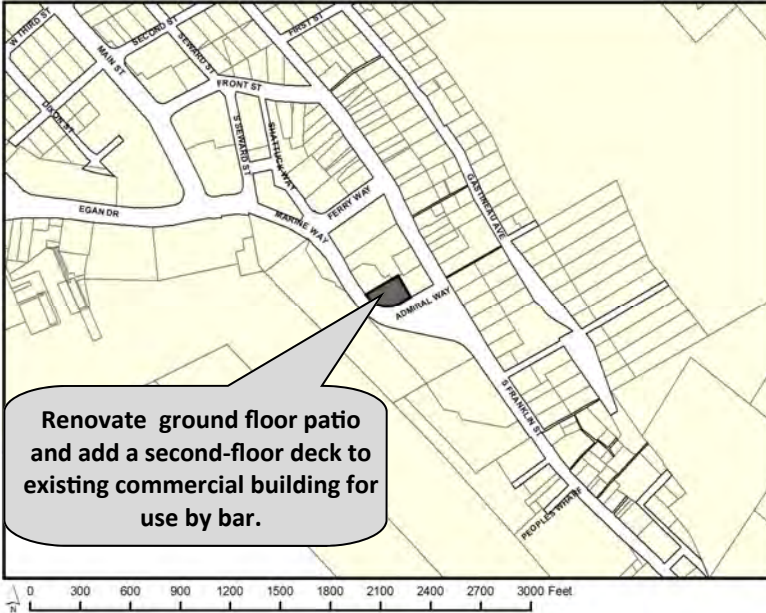 W THIRD ST
SECOND ST
MAIN ST
SEWARD ST
FIRST ST
FRONT ST
DIXON ST
S SEWARD ST
SHATTUCK WAY
GASTINEAU AVE
EGAN DR
MARINE WAY
FERRY WAY
ADMIRAL WAY
S FRANKLIN ST
PEOPLES WHARF
Renovate ground floor patio
and add a second-floor deck to
existing commercial building for
use by bar.
N
0 300 600 900 1200 1500 1800 2100 2400 2700 3000 Feet